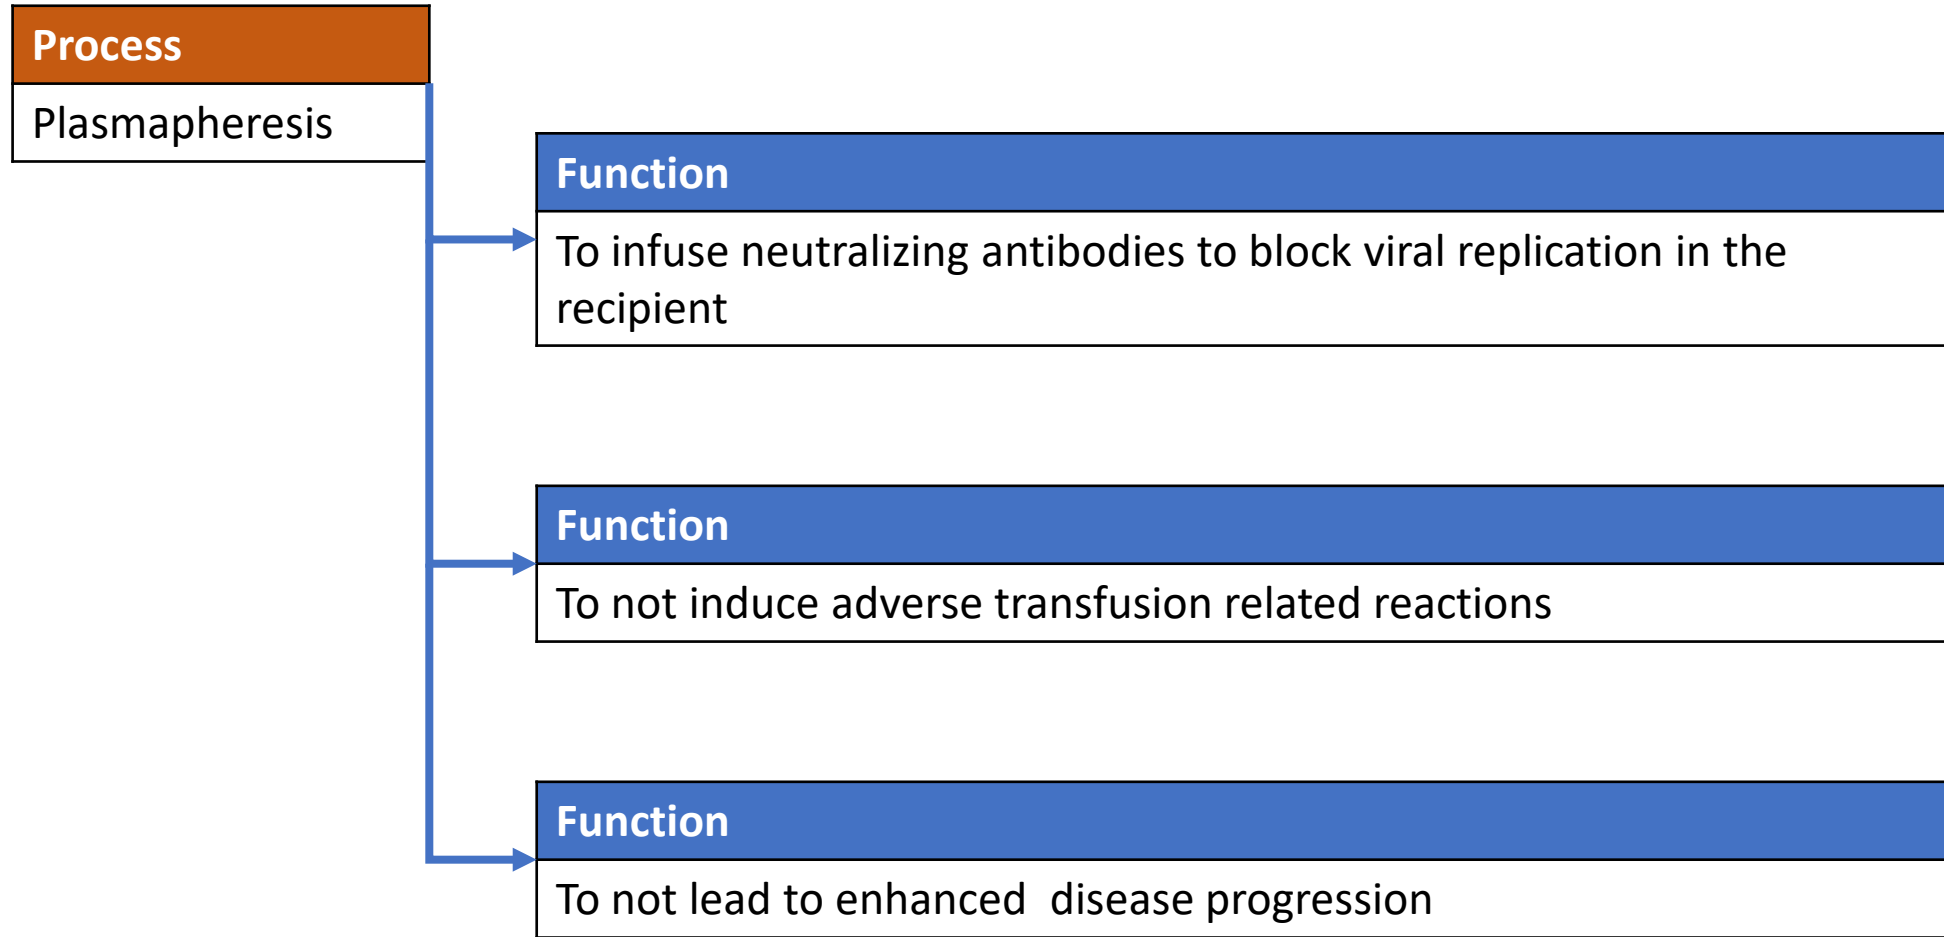 Process
Plasmapheresis
Function
To infuse neutralizing antibodies to block viral replication in the
recipient
Function
To not induce adverse transfusion related reactions
Function
To not lead to enhanced  disease progression